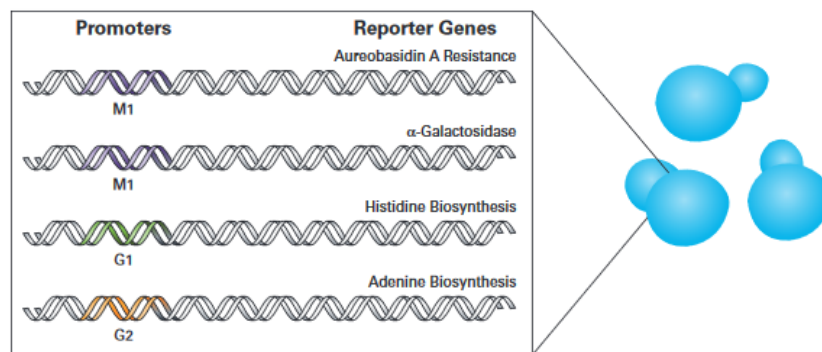 Promoters Reporter Genes
Aureobasidin A Resistance
M1
α-Galactosidase
M1
Histidine Biosynthesis
G1
Adenine Biosynthesis
G2